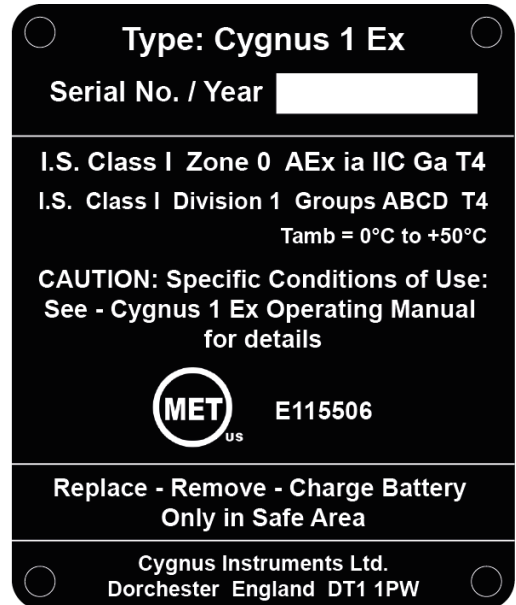 Type: Cygnus 1 Ex
Serial No. / Year
I.S. Class I Zone 0 AEx ia IIC Ga T4
I.S. Class I Division 1 Groups ABCD T4
Tamb = 0°C to +50°C
CAUTION: Specific Conditions of Use:
See - Cygnus 1 Ex Operating Manual
for details
MET us E115506
Replace - Remove - Charge Battery
Only in Safe Area
Cygnus Instruments Ltd.
Dorchester England DT1 1PW